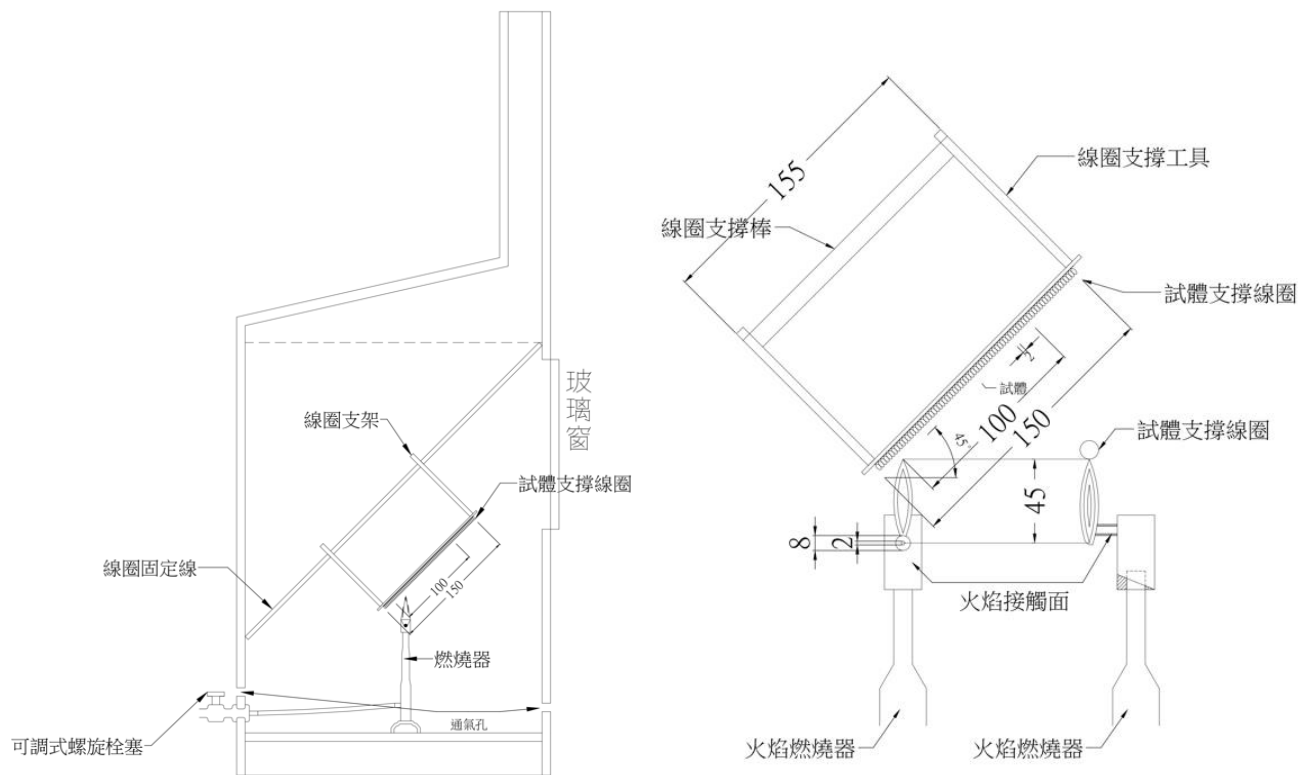 玻璃窗
線圈支架
試體支撐線圈
線圈固定線
100
150
燃燒器
可調式螺旋栓塞
通氣孔
155
線圈支撐工具
線圈支撐棒
試體支撐線圈
2
試體
100
150
45°
試體支撐線圈
45
8
2
火焰接觸面
火焰燃燒器
火焰燃燒器